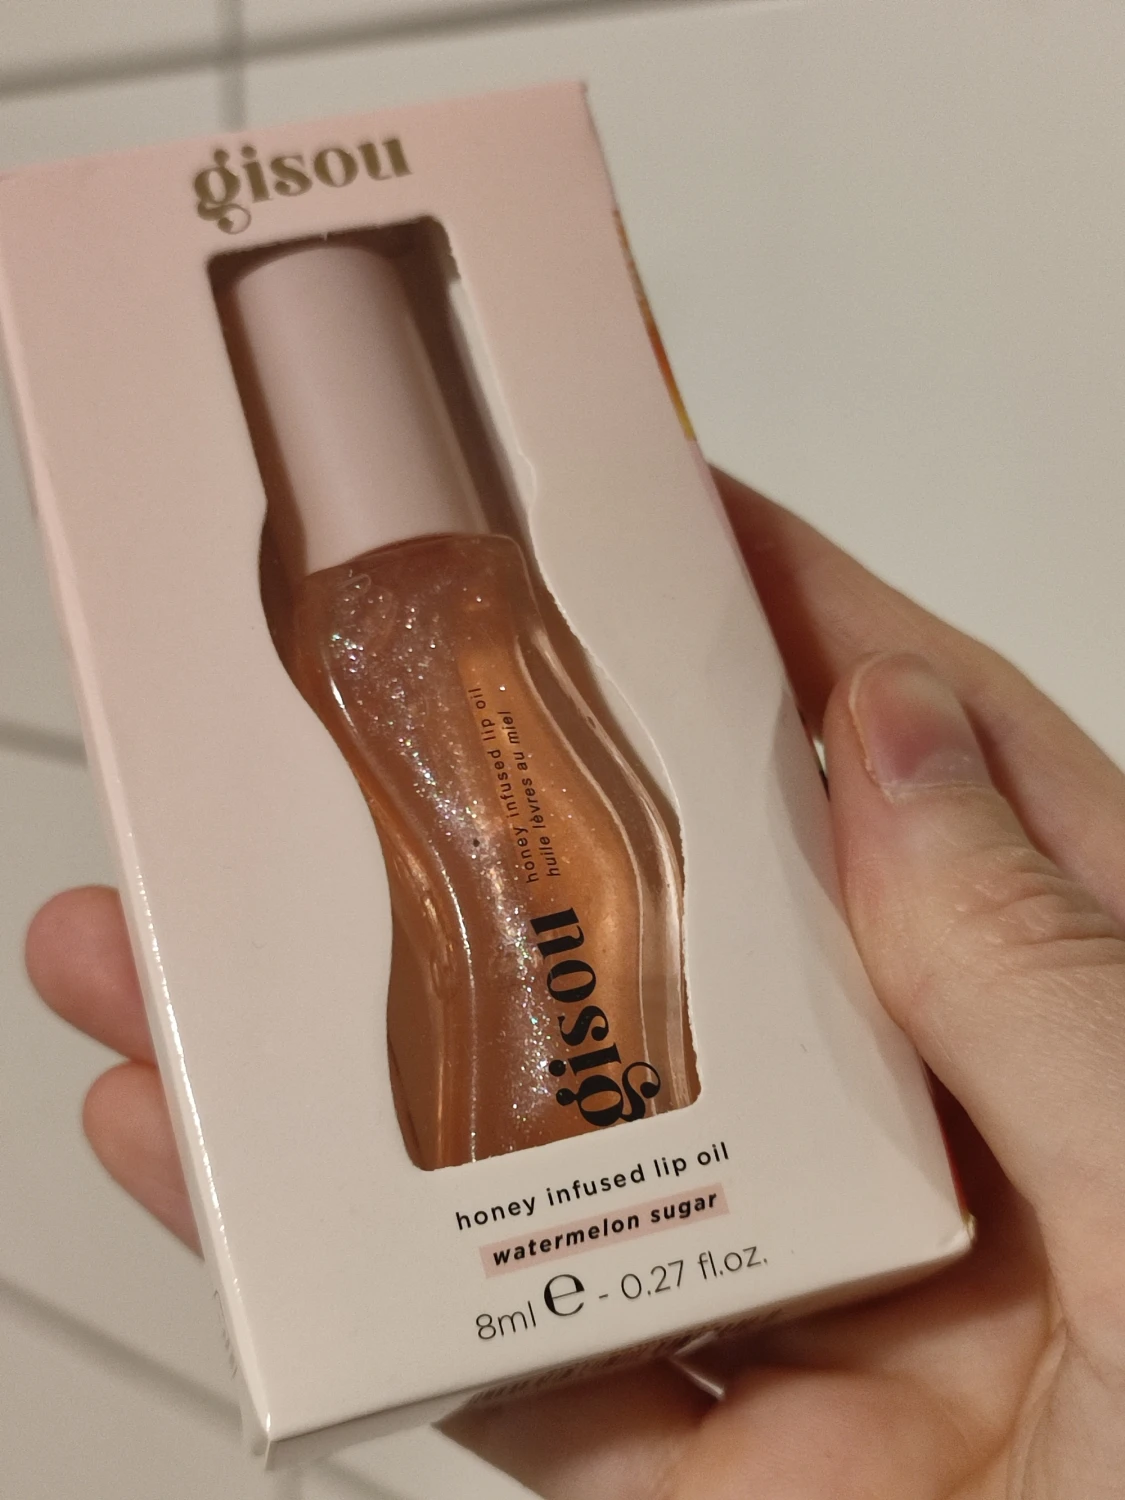 gisou
honey infused lip oil
huile lèvres au miel
gisou
honey infused lip oil
watermelon sugar
8ml e - 0.27 fl.oz.